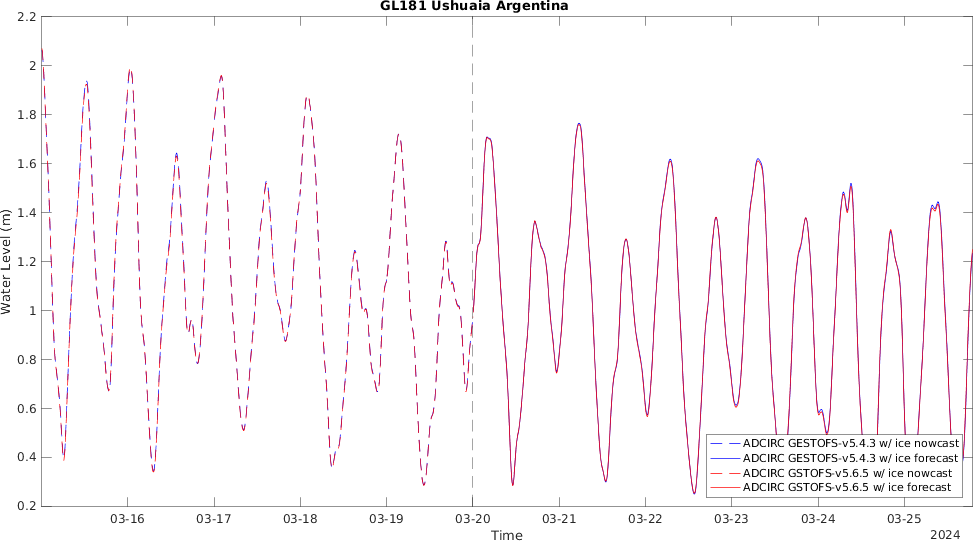 GL181 Ushuaia Argentina
2.2
2
1.8
1.6
1.4
1.2
1
0.8
0.6
0.4
0.2
Water Level (m)
ADCIRC GESTOFS-v5.4.3 w/ ice nowcast
ADCIRC GESTOFS-v5.4.3 w/ ice forecast
ADCIRC GSTOFS-v5.6.5 w/ ice nowcast
ADCIRC GSTOFS-v5.6.5 w/ ice forecast
03-16 03-17 03-18 03-19 03-20 03-21 03-22 03-23 03-24 03-25
Time
2024